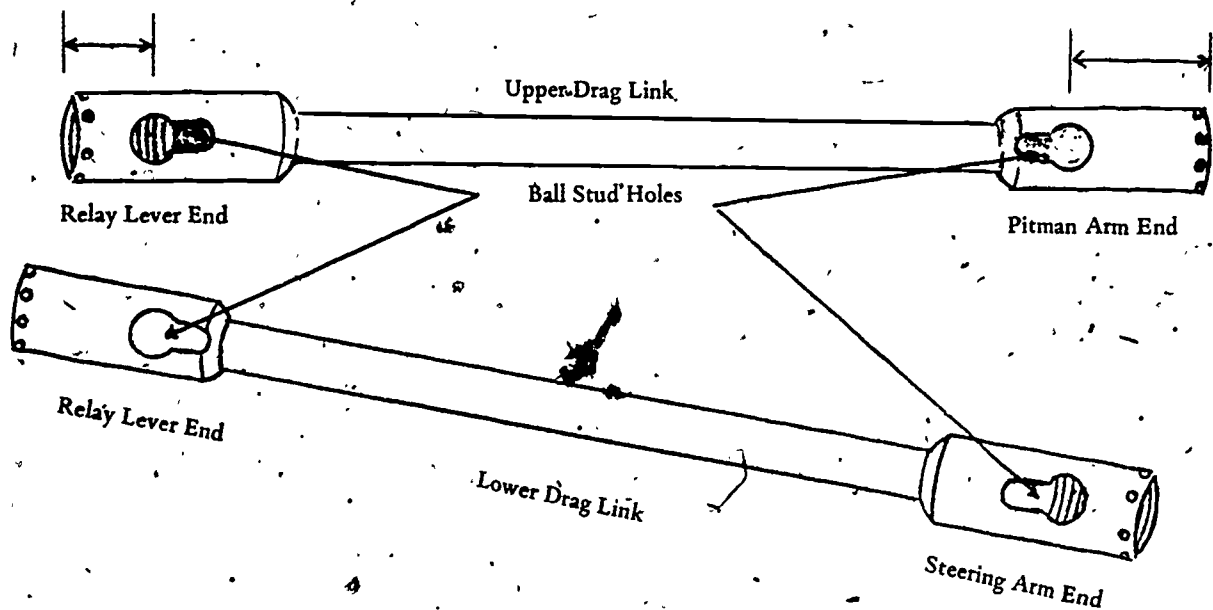 Upper Drag Link
Ball Stud Holes
Relay Lever End
Pitman Arm End
Relay Lever End
Lower Drag Link
Steering Arm End